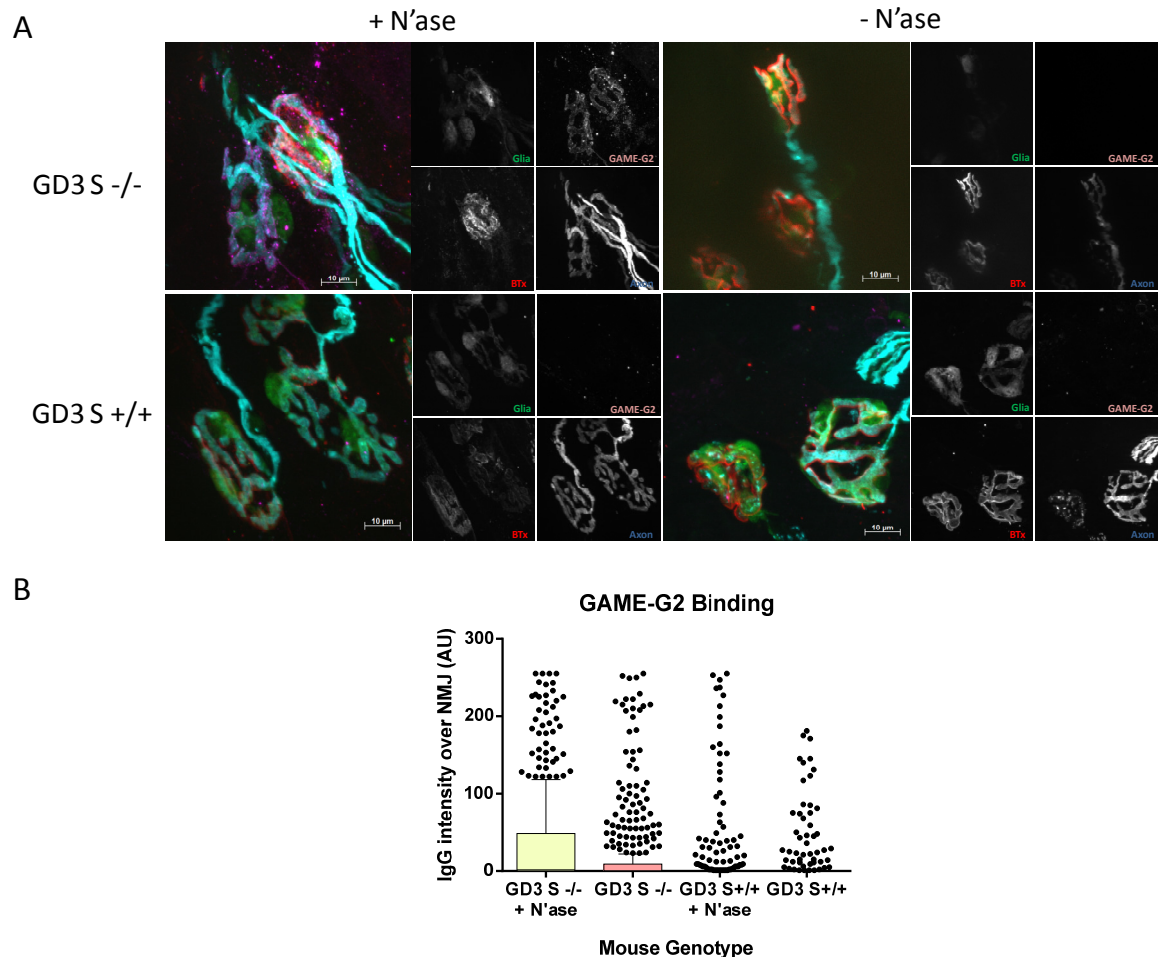 A
+ N'ase
- N'ase
GD3 S -/-
Glia
GAME-G2
BTx
Axon
10 µm
Glia
GAME-G2
BTx
Axon
10 µm
GD3 S +/+
Glia
GAME-G2
BTx
Axon
10 µm
Glia
GAME-G2
BTx
Axon
10 µm
B
GAME-G2 Binding
IgG intensity over NMJ (AU)
300
200
100
0
GD3 S -/-
+ N'ase
GD3 S -/-
GD3 S+/+
+ N'ase
GD3 S+/+
Mouse Genotype